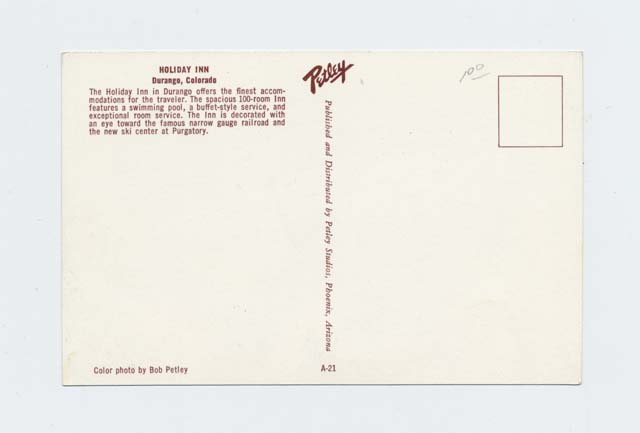 HOLIDAY INN
Durango, Colorado
The Holiday Inn in Durango offers the finest accom-
modations for the traveler. The spacious 100-room Inn
features a swimming pool, a buffet-style service, and
exceptional room service. The Inn is decorated with
an eye toward the famous narrow gauge railroad and
the new ski center at Purgatory.
Color photo by Bob Petley
Petley
Published and Distributed by Petley Studios, Phoenix, Arizona
A-21
100